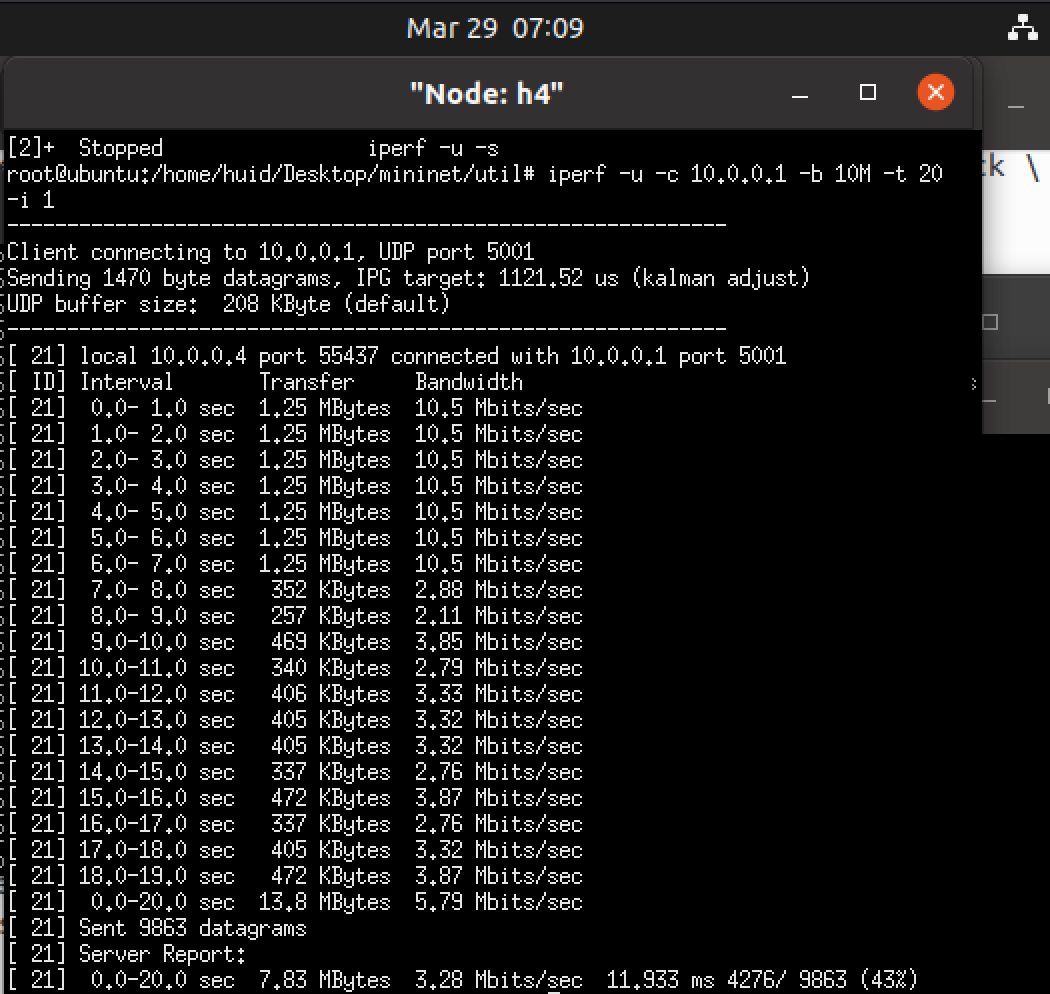 Mar 29 07:09
"Node: h4"
[2]+  Stopped                 iperf -u -s
root@ubuntu:/home/huid/Desktop/mininet/util# iperf -u -c 10.0.0.1 -b 10M -t 20
-i 1
------------------------------------------------------------
Client connecting to 10.0.0.1, UDP port 5001
Sending 1470 byte datagrams, IPG target: 1121.52 us (kalman adjust)
UDP buffer size:  208 KByte (default)
------------------------------------------------------------
[ 21] local 10.0.0.4 port 55437 connected with 10.0.0.1 port 5001
[ ID] Interval       Transfer     Bandwidth
[ 21]  0.0- 1.0 sec  1.25 MBytes  10.5 Mbits/sec
[ 21]  1.0- 2.0 sec  1.25 MBytes  10.5 Mbits/sec
[ 21]  2.0- 3.0 sec  1.25 MBytes  10.5 Mbits/sec
[ 21]  3.0- 4.0 sec  1.25 MBytes  10.5 Mbits/sec
[ 21]  4.0- 5.0 sec  1.25 MBytes  10.5 Mbits/sec
[ 21]  5.0- 6.0 sec  1.25 MBytes  10.5 Mbits/sec
[ 21]  6.0- 7.0 sec  1.25 MBytes  10.5 Mbits/sec
[ 21]  7.0- 8.0 sec   352 KBytes  2.88 Mbits/sec
[ 21]  8.0- 9.0 sec   257 KBytes  2.11 Mbits/sec
[ 21]  9.0-10.0 sec   469 KBytes  3.85 Mbits/sec
[ 21] 10.0-11.0 sec   340 KBytes  2.79 Mbits/sec
[ 21] 11.0-12.0 sec   406 KBytes  3.33 Mbits/sec
[ 21] 12.0-13.0 sec   405 KBytes  3.32 Mbits/sec
[ 21] 13.0-14.0 sec   405 KBytes  3.32 Mbits/sec
[ 21] 14.0-15.0 sec   337 KBytes  2.76 Mbits/sec
[ 21] 15.0-16.0 sec   472 KBytes  3.87 Mbits/sec
[ 21] 16.0-17.0 sec   337 KBytes  2.76 Mbits/sec
[ 21] 17.0-18.0 sec   405 KBytes  3.32 Mbits/sec
[ 21] 18.0-19.0 sec   472 KBytes  3.87 Mbits/sec
[ 21]  0.0-20.0 sec  13.8 MBytes  5.79 Mbits/sec
[ 21] Sent 9863 datagrams
[ 21] Server Report:
[ 21]  0.0-20.0 sec  7.83 MBytes  3.28 Mbits/sec  11.933 ms 4276/ 9863 (43%)